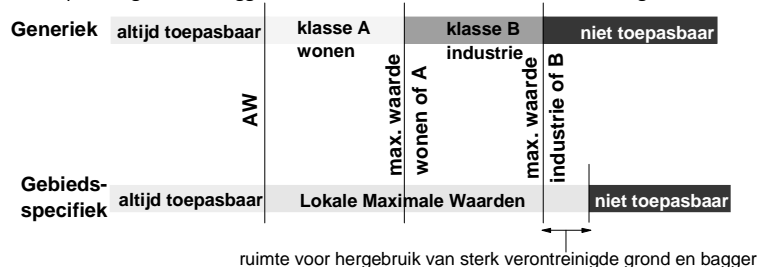 Generiek altijd toepasbaar klasse A klasse B niet toepasbaar
wonen industrie
AW
max. waarde
wonen of A
max. waarde
industrie of B
Gebieds-
specifiek altijd toepasbaar Lokale Maximale Waarden niet toepasbaar
ruimte voor hergebruik van sterk verontreinigde grond en bagger